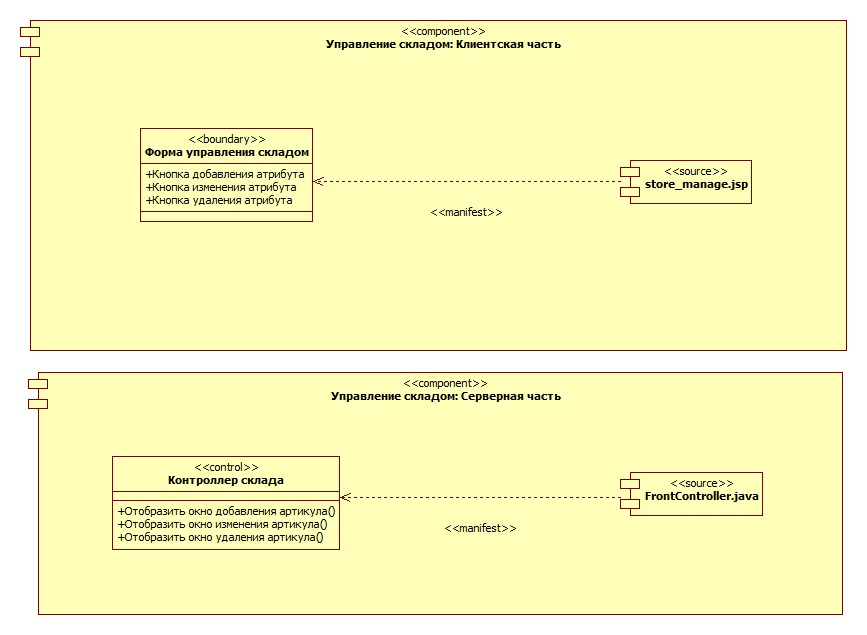 <<component>>
Управление складом: Клиентская часть
<<boundary>>
Форма управления складом
+Кнопка добавления атрибута
+Кнопка изменения атрибута
+Кнопка удаления атрибута
<<source>>
store_manage.jsp
<<manifest>>
<<component>>
Управление складом: Серверная часть
<<control>>
Контроллер склада
+Отобразить окно добавления артикула()
+Отобразить окно изменения артикула()
+Отобразить окно удаления артикула()
<<source>>
FrontController.java
<<manifest>>